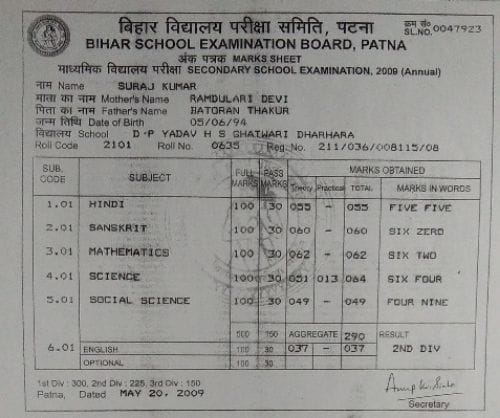 बिहार विद्यालय परीक्षा समिति, पटना
क्रम सं०
SL.NO.0047923
BIHAR SCHOOL EXAMINATION BOARD, PATNA
अंक पत्रक MARKS SHEET
माध्यमिक विद्यालय परीक्षा SECONDARY SCHOOL EXAMINATION, 2009 (Annual)
नाम Name SURAJ KUMAR
माता का नाम Mother's Name RAMDULARI DEVI
पिता का नाम Father's Name BATORAN THAKUR
जन्म तिथि Date of Birth 05/06/94
विद्यालय School D-P YADAV H S GHATWARI DHARHARA
Roll Code 2101 Roll No. 0635 Reg. No. 211/036/008115/08
SUB. CODE SUBJECT FULL MARKS PASS MARKS MARKS OBTAINED
Theory Practical TOTAL MARKS IN WORDS
1.01 HINDI 100 30 055 - 055 FIVE FIVE
2.01 SANSKRIT 100 30 060 - 060 SIX ZERO
3.01 MATHEMATICS 100 30 062 - 062 SIX TWO
4.01 SCIENCE 100 30 051 013 064 SIX FOUR
5.01 SOCIAL SCIENCE 100 30 049 - 049 FOUR NINE
500 150 AGGREGATE 290 RESULT
6.01 ENGLISH 100 30 037 - 037 2ND DIV
OPTIONAL 100 30
1st Div : 300, 2nd Div : 225, 3rd Div : 150
Patna, Dated MAY 20, 2009
Secretary